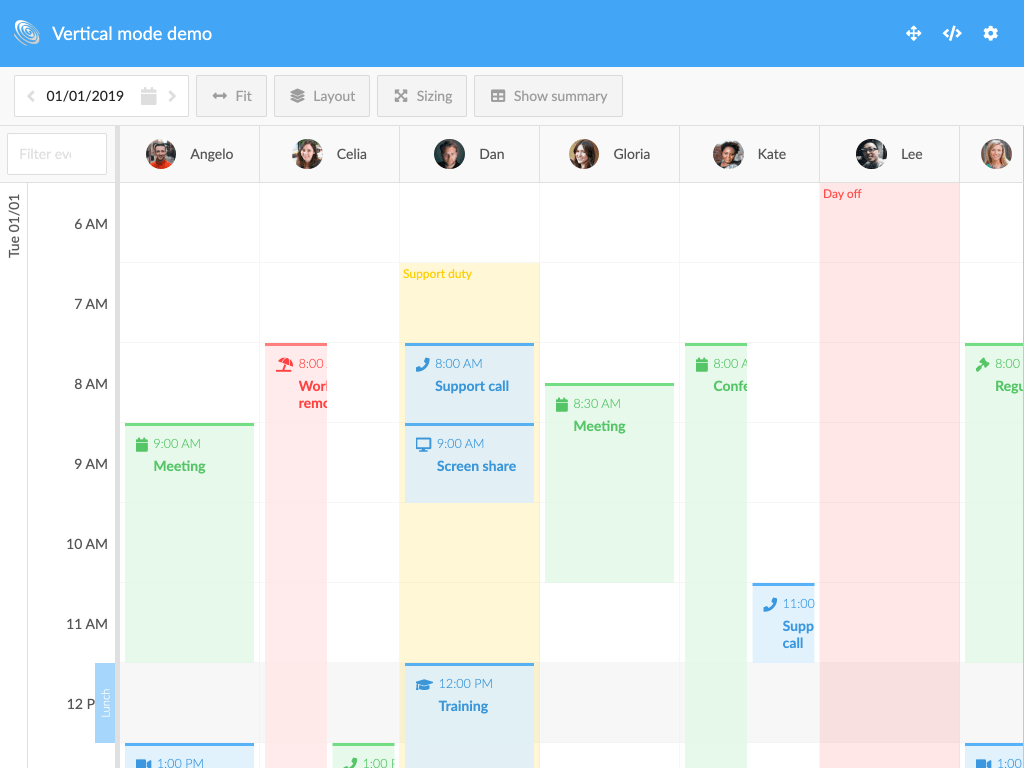 Vertical mode demo
01/01/2019
Fit
Layout
Sizing
Show summary
Filter eve
Angelo
Celia
Dan
Gloria
Kate
Lee
Tue 01/01
6 AM
7 AM
8 AM
9 AM
10 AM
11 AM
12 P
Lunch
9:00 AM
Meeting
1:00 PM
8:00
Worl
remo
1:00 P
Support duty
8:00 AM
Support call
9:00 AM
Screen share
12:00 PM
Training
8:30 AM
Meeting
8:00 A
Confe
11:00
Supp
call
Day off
8:00
Regu
1:00